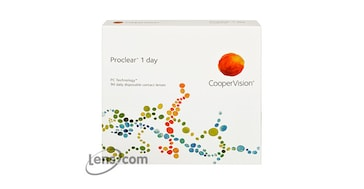 Proclear® 1 day
CooperVision®
PC Technology™
90 daily disposable contact lenses
Lens.com